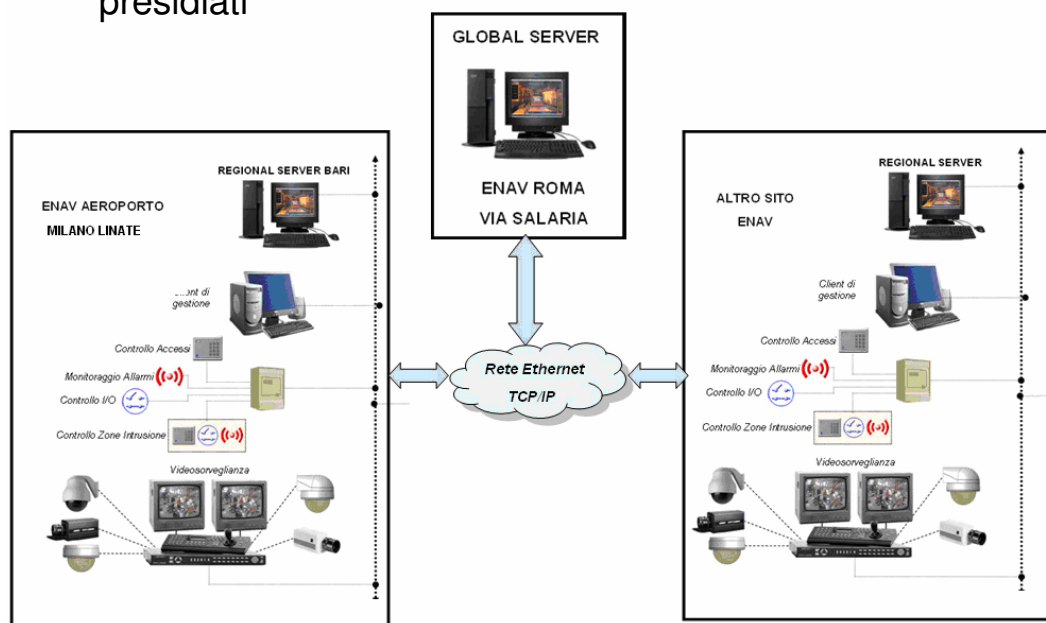 presidiati
GLOBAL SERVER
ENAV ROMA
VIA SALARIA
REGIONAL SERVER BARI
ENAV AEROPORTO
MILANO LINATE
gestione
Controllo Accessi
Monitoraggio Allarmi
Controllo I/O
Controllo Zone Intrusione
Videosorveglianza
Rete Ethernet
TCP/IP
REGIONAL SERVER
ALTRO SITO
ENAV
Client di
gestione
Controllo Accessi
Monitoraggio Allarmi
Controllo I/O
Controllo Zone Intrusione
Videosorveglianza